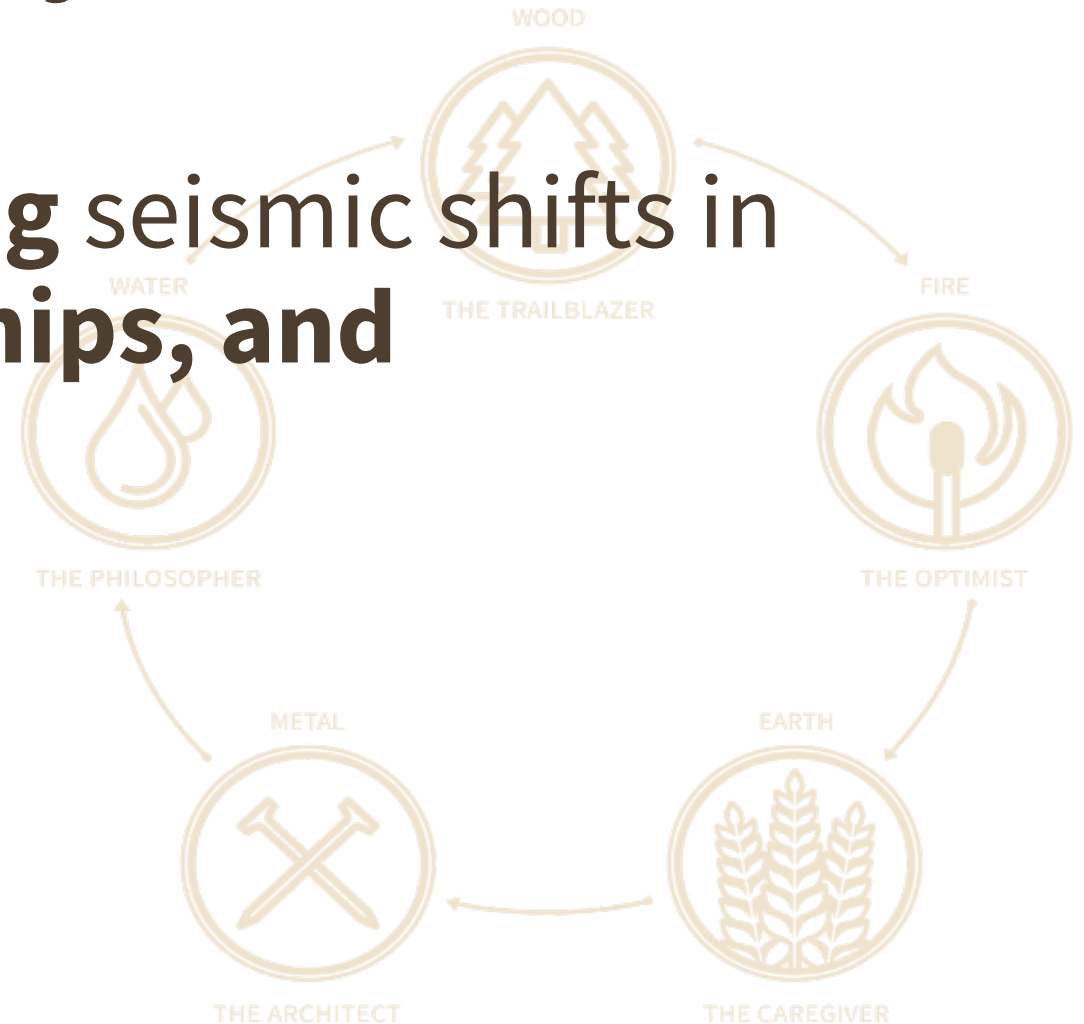 WOOD
g seismic shifts in
WATER
FIRE
THE TRAILBLAZER
hips, and
THE PHILOSOPHER
THE OPTIMIST
METAL
EARTH
THE ARCHITECT
THE CAREGIVER